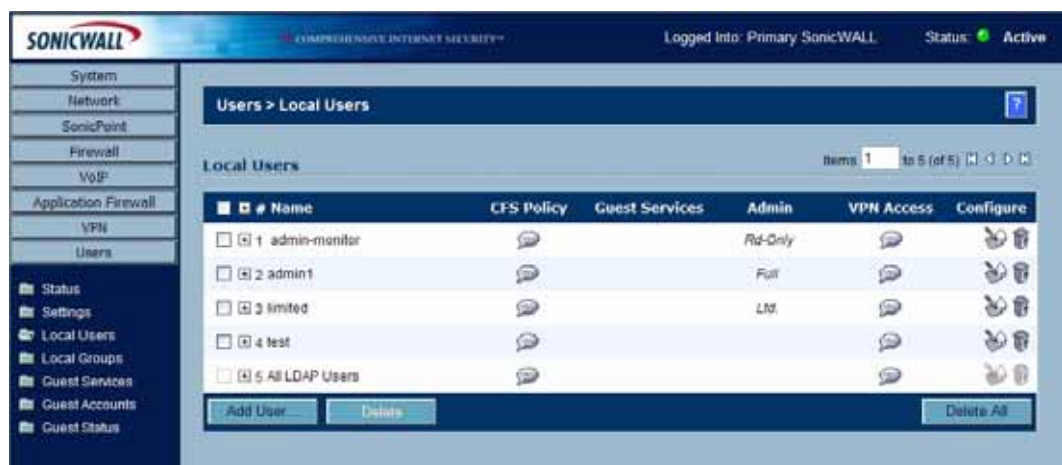 SONICWALL
COMPREHENSIVE INTERNET SECURITY™
Logged Into: Primary SonicWALL
Status: Active
System
Network
SonicPoint
Firewall
VoIP
Application Firewall
VPN
Users
Status
Settings
Local Users
Local Groups
Guest Services
Guest Accounts
Guest Status
Users > Local Users
?
Local Users
Items 1 to 5 (of 5)
# Name CFS Policy Guest Services Admin VPN Access Configure
1 admin-monitor Rd-Only
2 admin1 Full
3 limited Ltd.
4 test
5 All LDAP Users
Add User... Delete Delete All